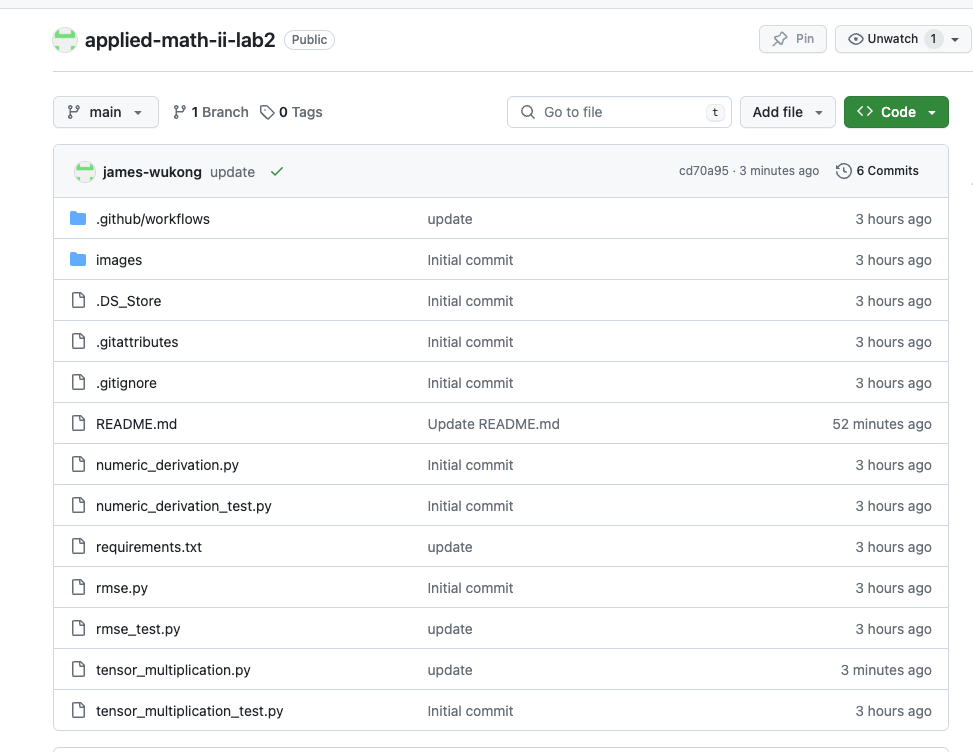 applied-math-ii-lab2 Public Pin Unwatch 1
main 1 Branch 0 Tags Go to file t Add file Code
james-wukong update cd70a95 · 3 minutes ago 6 Commits
.github/workflows update 3 hours ago
images Initial commit 3 hours ago
.DS_Store Initial commit 3 hours ago
.gitattributes Initial commit 3 hours ago
.gitignore Initial commit 3 hours ago
README.md Update README.md 52 minutes ago
numeric_derivation.py Initial commit 3 hours ago
numeric_derivation_test.py Initial commit 3 hours ago
requirements.txt update 3 hours ago
rmse.py Initial commit 3 hours ago
rmse_test.py update 3 hours ago
tensor_multiplication.py update 3 minutes ago
tensor_multiplication_test.py Initial commit 3 hours ago